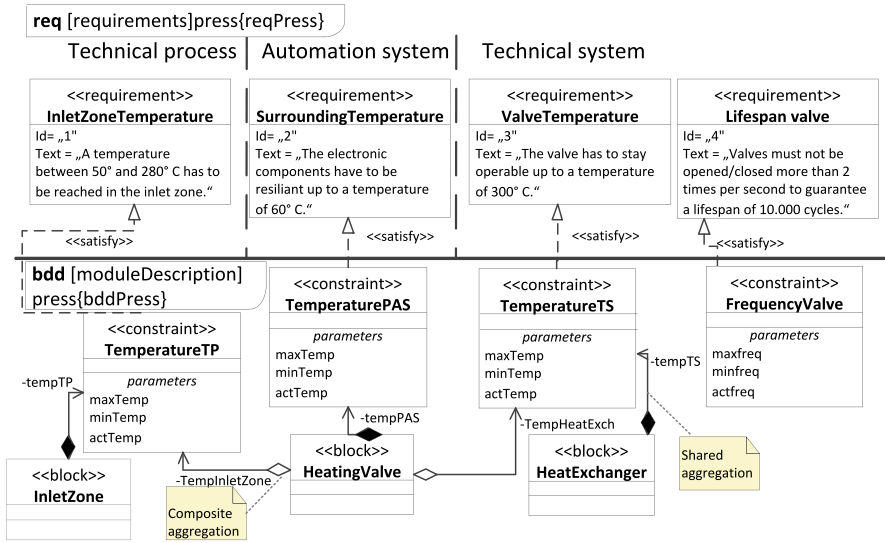 req [requirements]press{reqPress}
Technical process
Automation system
Technical system
<<requirement>>
InletZoneTemperature
Id= „1"
Text = „A temperature
between 50° and 280° C has to
be reached in the inlet zone.“
<<requirement>>
SurroundingTemperature
Id= „2"
Text = „The electronic
components have to be
resiliant up to a temperature
of 60° C.“
<<requirement>>
ValveTemperature
Id= „3"
Text = „The valve has to stay
operable up to a temperature
of 300° C.“
<<requirement>>
Lifespan valve
Id= „4"
Text = „Valves must not be
opened/closed more than 2
times per second to guarantee
a lifespan of 10.000 cycles.“
<<satisfy>>
<<satisfy>>
<<satisfy>>
<<satisfy>>
bdd [moduleDescription]
press{bddPress}
<<constraint>>
TemperatureTP
parameters
maxTemp
minTemp
actTemp
<<constraint>>
TemperaturePAS
parameters
maxTemp
minTemp
actTemp
<<constraint>>
TemperatureTS
parameters
maxTemp
minTemp
actTemp
<<constraint>>
FrequencyValve
parameters
maxfreq
minfreq
actfreq
-tempTP
-tempPAS
-tempTS
-TempHeatExch
-TempInletZone
<<block>>
InletZone
<<block>>
HeatingValve
<<block>>
HeatExchanger
Composite
aggregation
Shared
aggregation